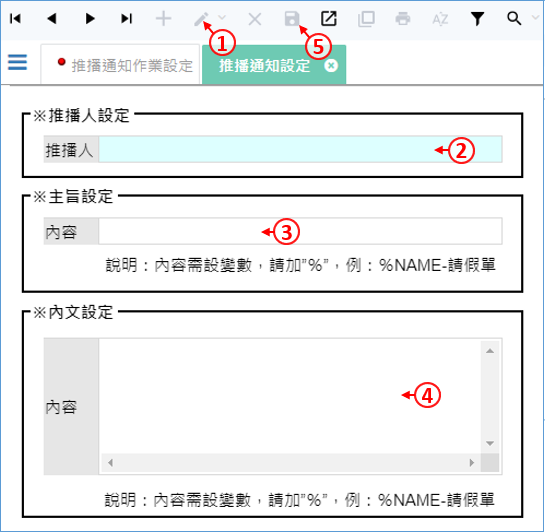 ① ⑤
推播通知作業設定 推播通知設定
※推播人設定
推播人 ②
※主旨設定
內容 ③
說明：內容需設變數，請加"%"，例：%NAME-請假單
※內文設定
內容 ④
說明：內容需設變數，請加"%"，例：%NAME-請假單